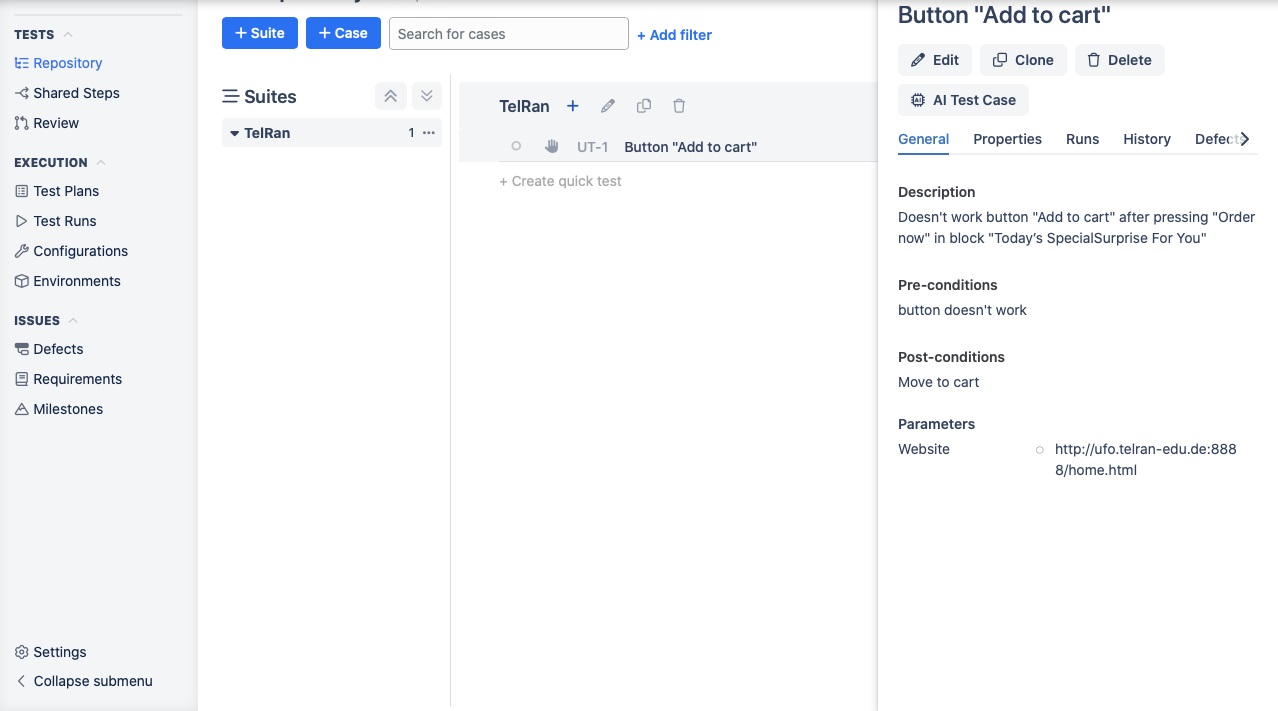 TESTS
Repository
Shared Steps
Review
EXECUTION
Test Plans
Test Runs
Configurations
Environments
ISSUES
Defects
Requirements
Milestones
Settings
Collapse submenu
+ Suite
+ Case
Search for cases
+ Add filter
Suites
TelRan
1
TelRan
UT-1 Button "Add to cart"
+ Create quick test
Button "Add to cart"
Edit
Clone
Delete
AI Test Case
General
Properties
Runs
History
Defects
Description
Doesn't work button "Add to cart" after pressing "Order
now" in block "Today’s SpecialSurprise For You"
Pre-conditions
button doesn't work
Post-conditions
Move to cart
Parameters
Website
http://ufo.telran-edu.de:888
8/home.html